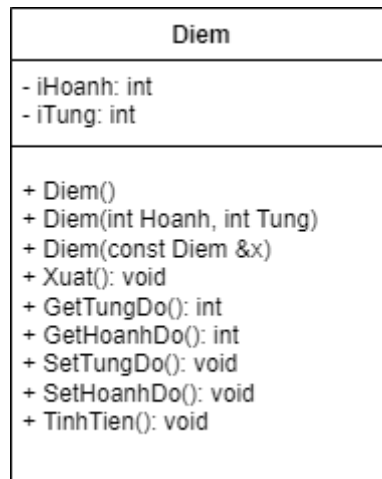 Diem
- iHoanh: int
- iTung: int
+ Diem()
+ Diem(int Hoanh, int Tung)
+ Diem(const Diem &x)
+ Xuat(): void
+ GetTungDo(): int
+ GetHoanhDo(): int
+ SetTungDo(): void
+ SetHoanhDo(): void
+ TinhTien(): void